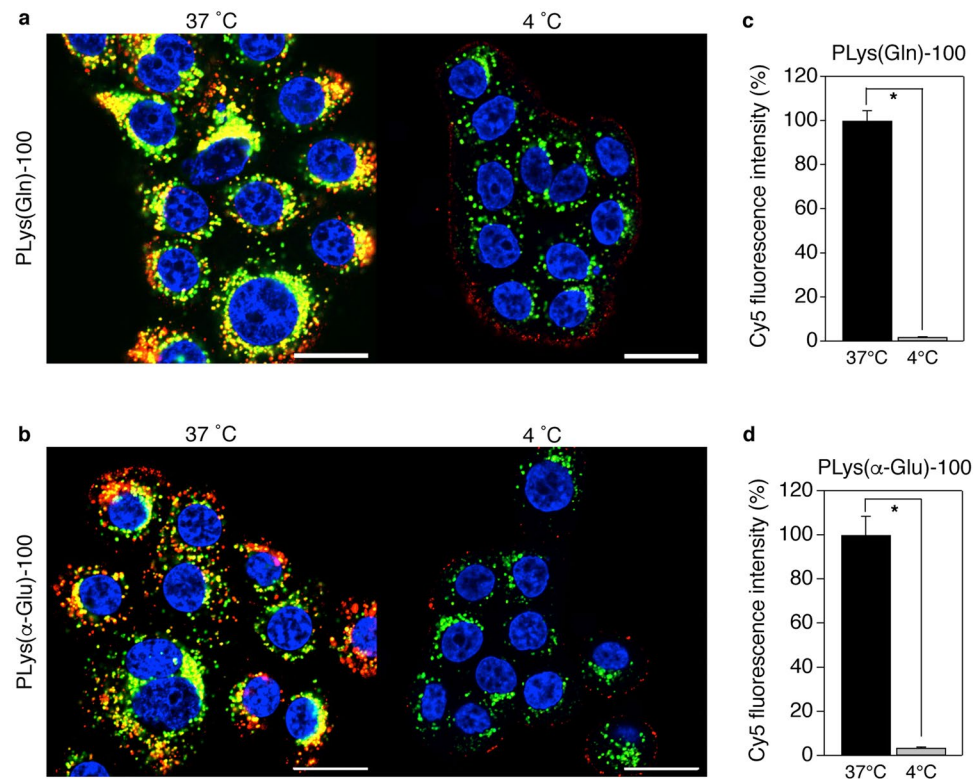 a
37 ˚C
4 ˚C
PLys(Gln)-100
c
PLys(Gln)-100
Cy5 fluorescence intensity (%)
120
100
80
60
40
20
0
*
37°C
4°C
b
37 ˚C
4 ˚C
PLys(α-Glu)-100
d
PLys(α-Glu)-100
Cy5 fluorescence intensity (%)
120
100
80
60
40
20
0
*
37°C
4°C